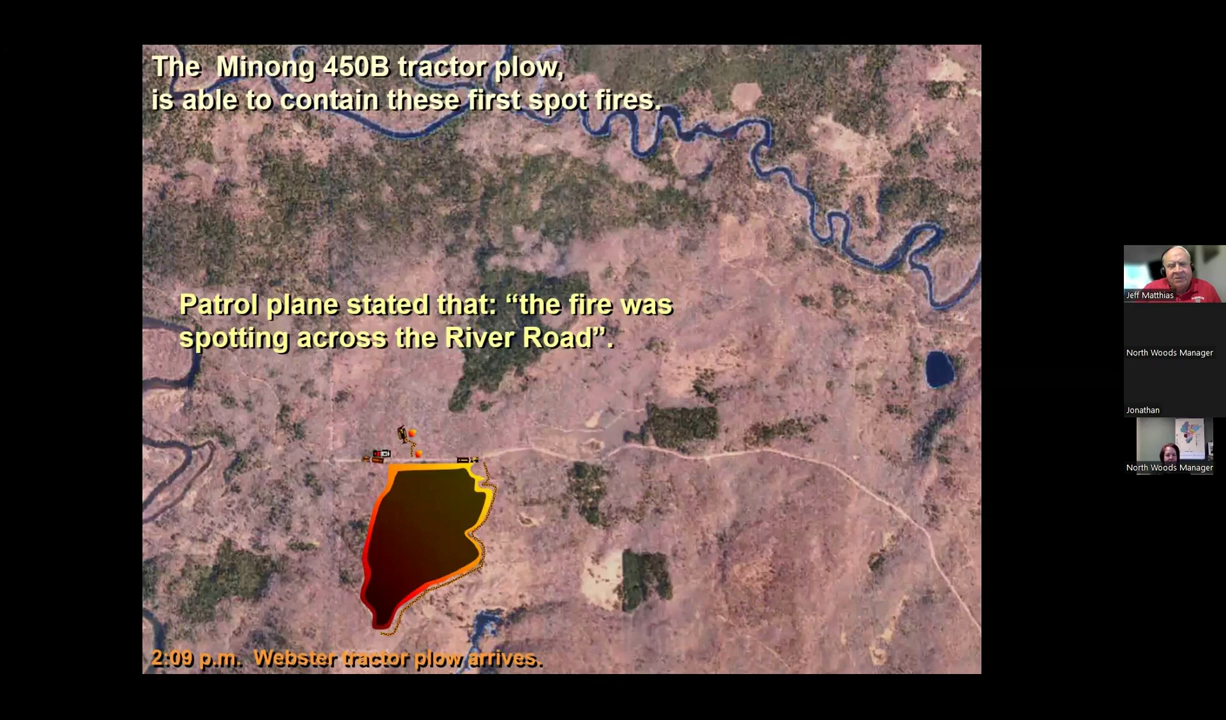 The Minong 450B tractor plow,
is able to contain these first spot fires.
Patrol plane stated that: “the fire was
spotting across the River Road”.
2:09 p.m. Webster tractor plow arrives.
Jeff Matthias
North Woods Manager
Jonathan
North Woods Manager